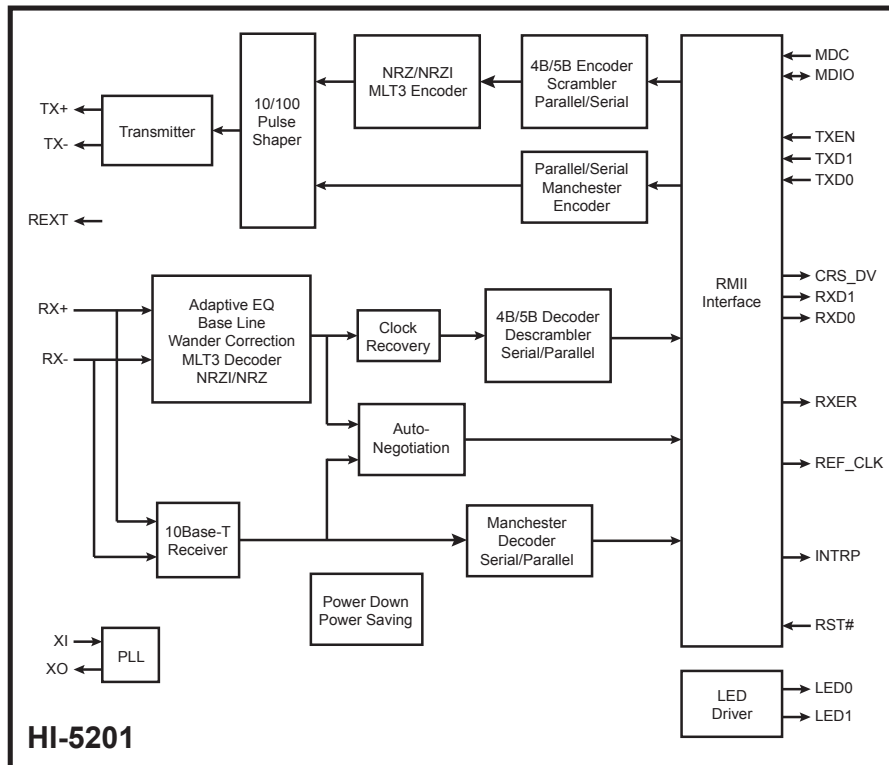 NRZ/NRZI
MLT3 Encoder
4B/5B Encoder
Scrambler
Parallel/Serial
MDC
MDIO
TX+
TX-
Transmitter
10/100
Pulse
Shaper
TXEN
TXD1
TXD0
Parallel/Serial
Manchester
Encoder
REXT
RMII
Interface
CRS_DV
RXD1
RXD0
RX+
RX-
Adaptive EQ
Base Line
Wander Correction
MLT3 Decoder
NRZI/NRZ
Clock
Recovery
4B/5B Decoder
Descrambler
Serial/Parallel
RXER
Auto-
Negotiation
REF_CLK
10Base-T
Receiver
Manchester
Decoder
Serial/Parallel
INTRP
Power Down
Power Saving
RST#
XI
XO
PLL
LED
Driver
LED0
LED1
HI-5201